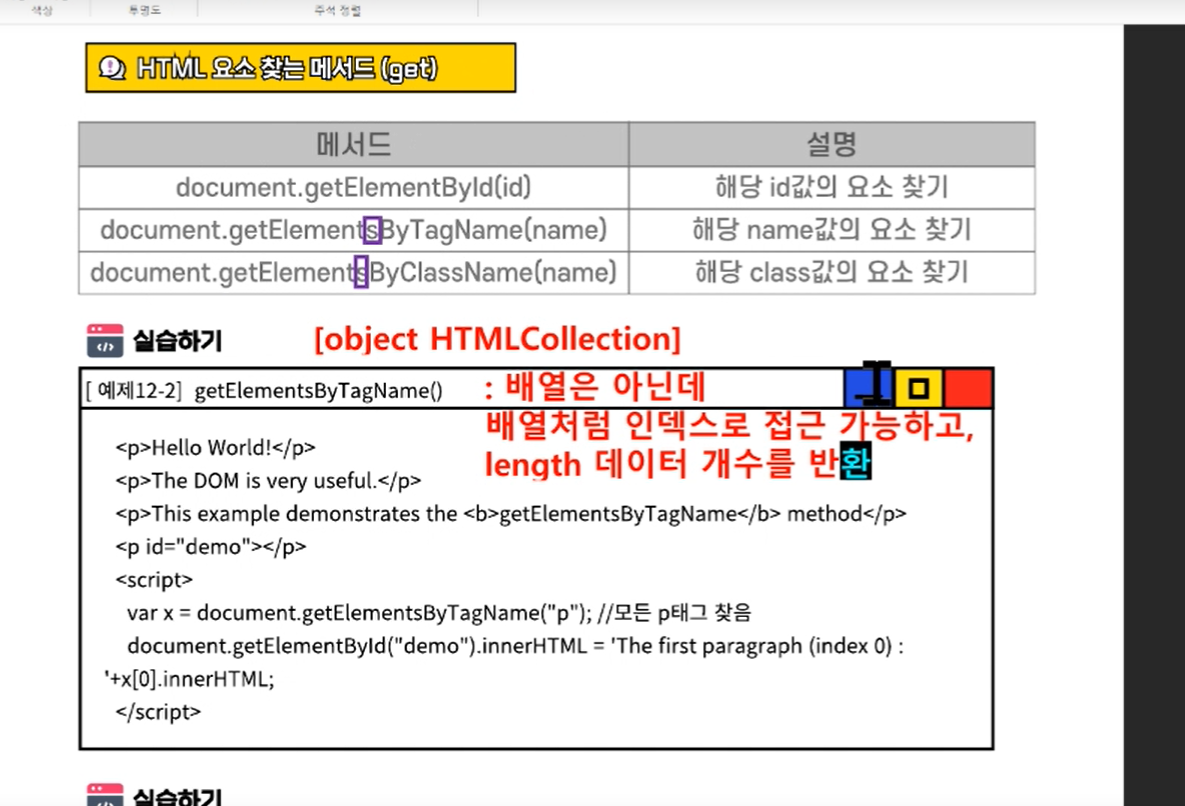 색상 투명도 주석 정렬
HTML 요소 찾는 메서드 (get)
메서드 설명
document.getElementById(id) 해당 id값의 요소 찾기
document.getElementsByTagName(name) 해당 name값의 요소 찾기
document.getElementsByClassName(name) 해당 class값의 요소 찾기
</> 실습하기 [object HTMLCollection]
[ 예제12-2] getElementsByTagName() : 배열은 아닌데
배열처럼 인덱스로 접근 가능하고,
length 데이터 개수를 반환
<p>Hello World!</p>
<p>The DOM is very useful.</p>
<p>This example demonstrates the <b>getElementsByTagName</b> method</p>
<p id="demo"></p>
<script>
var x = document.getElementsByTagName("p"); //모든 p태그 찾음
document.getElementById("demo").innerHTML = 'The first paragraph (index 0) :
'+x[0].innerHTML;
</script>
실습하기